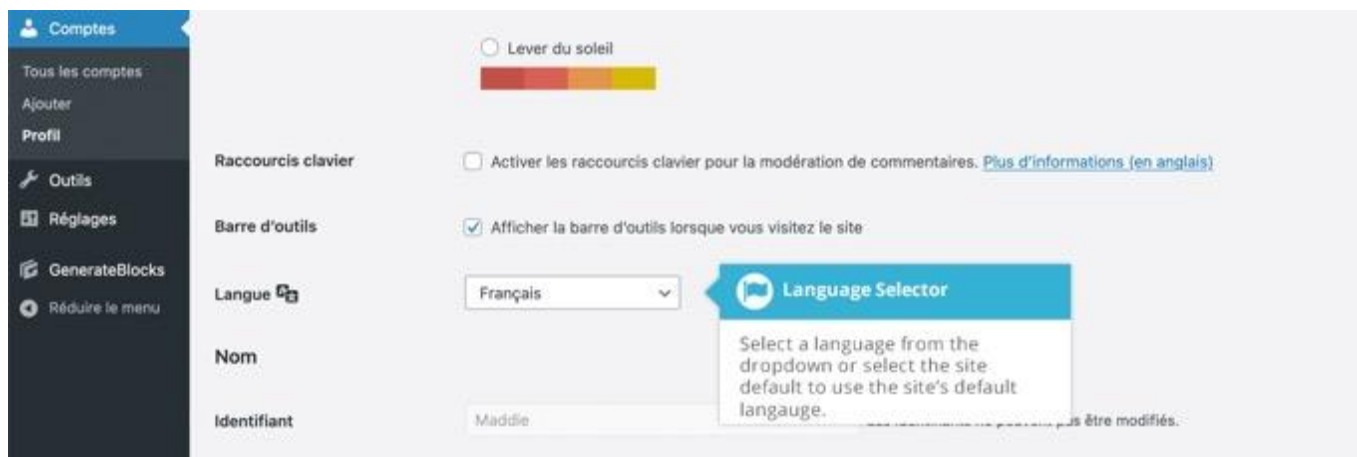 Comptes
Tous les comptes
Ajouter
Profil
Outils
Réglages
GenerateBlocks
Réduire le menu
Lever du soleil
Raccourcis clavier
Activer les raccourcis clavier pour la modération de commentaires. Plus d'informations (en anglais)
Barre d'outils
Afficher la barre d'outils lorsque vous visitez le site
Langue
Français
Language Selector
Select a language from the
dropdown or select the site
default to use the site's default
langauge.
Nom
Identifiant
Maddie
pas être modifiés.